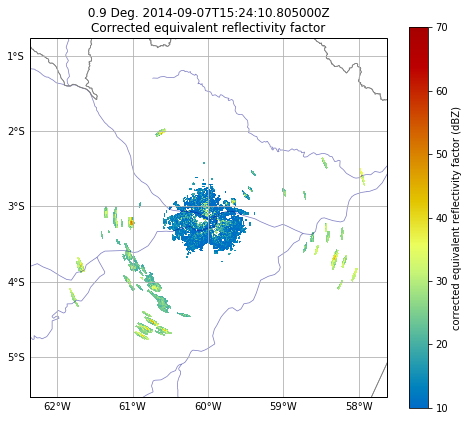 0.9 Deg. 2014-09-07T15:24:10.805000Z
Corrected equivalent reflectivity factor
1°S
2°S
3°S
4°S
5°S
62°W
61°W
60°W
59°W
58°W
70
60
50
40
30
20
10
corrected equivalent reflectivity factor (dBZ)